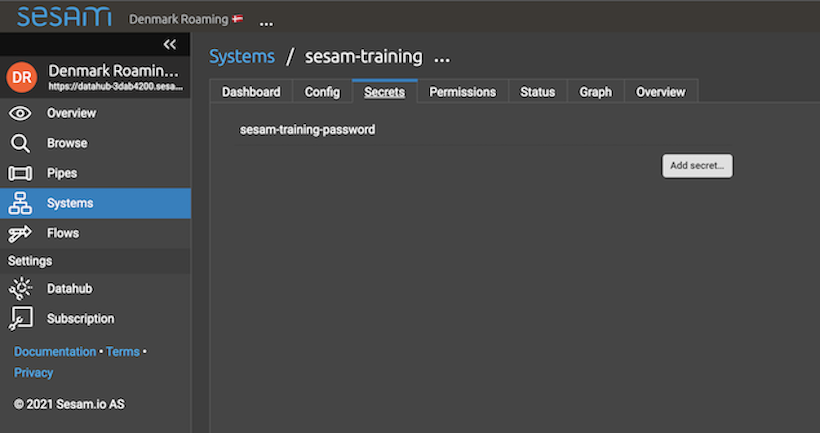 sesam
Denmark Roaming ...
Systems / sesam-training ...
DR
Denmark Roamin...
https://datahub-3dab4200.sesa...
Dashboard Config Secrets Permissions Status Graph Overview
sesam-training-password
Add secret...
Overview
Browse
Pipes
Systems
Flows
Settings
Datahub
Subscription
Documentation • Terms •
Privacy
© 2021 Sesam.io AS